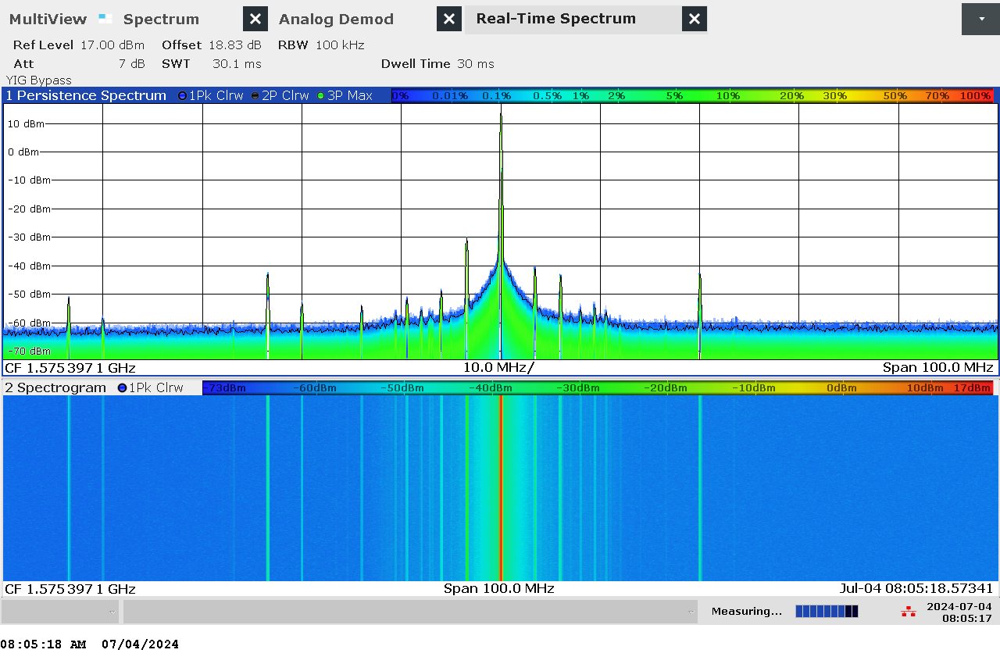 MultiView Spectrum Analog Demod Real-Time Spectrum
Ref Level 17.00 dBm Offset 18.83 dB RBW 100 kHz
Att 7 dB SWT 30.1 ms Dwell Time 30 ms
YIG Bypass
1 Persistence Spectrum 1Pk Clrw 2P Clrw 3P Max 0% 0.01% 0.1% 0.5% 1% 2% 5% 10% 20% 30% 50% 70% 100%
10 dBm
0 dBm
-10 dBm
-20 dBm
-30 dBm
-40 dBm
-50 dBm
-60 dBm
-70 dBm
CF 1.575 397 1 GHz 10.0 MHz/ Span 100.0 MHz
2 Spectrogram 1Pk Clrw -73dBm -60dBm -50dBm -40dBm -30dBm -20dBm -10dBm 0dBm 10dBm 17dBm
CF 1.575 397 1 GHz Span 100.0 MHz Jul-04 08:05:18.57341
Measuring... 2024-07-04
08:05:17
08:05:18 AM 07/04/2024